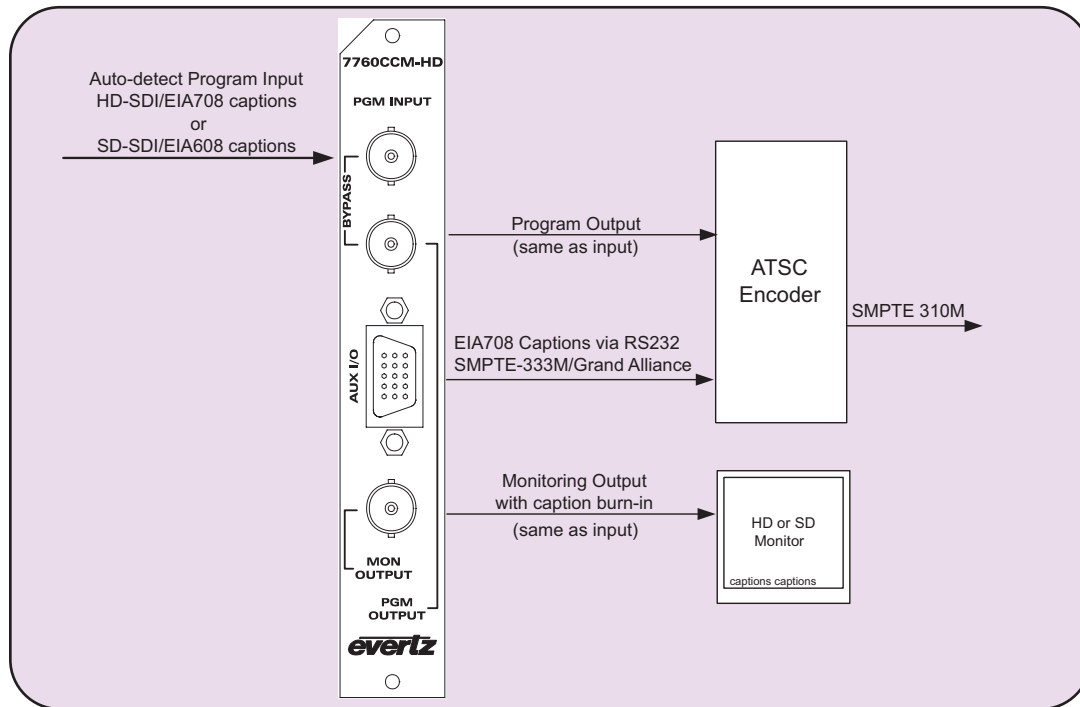 7760CCM-HD
Auto-detect Program Input
HD-SDI/EIA708 captions
or
SD-SDI/EIA608 captions
PGM INPUT
BYPASS
Program Output
(same as input)
ATSC
Encoder
SMPTE 310M
AUX I/O
EIA708 Captions via RS232
SMPTE-333M/Grand Alliance
Monitoring Output
with caption burn-in
(same as input)
HD or SD
Monitor
captions captions
MON
OUTPUT
PGM
OUTPUT
evertz